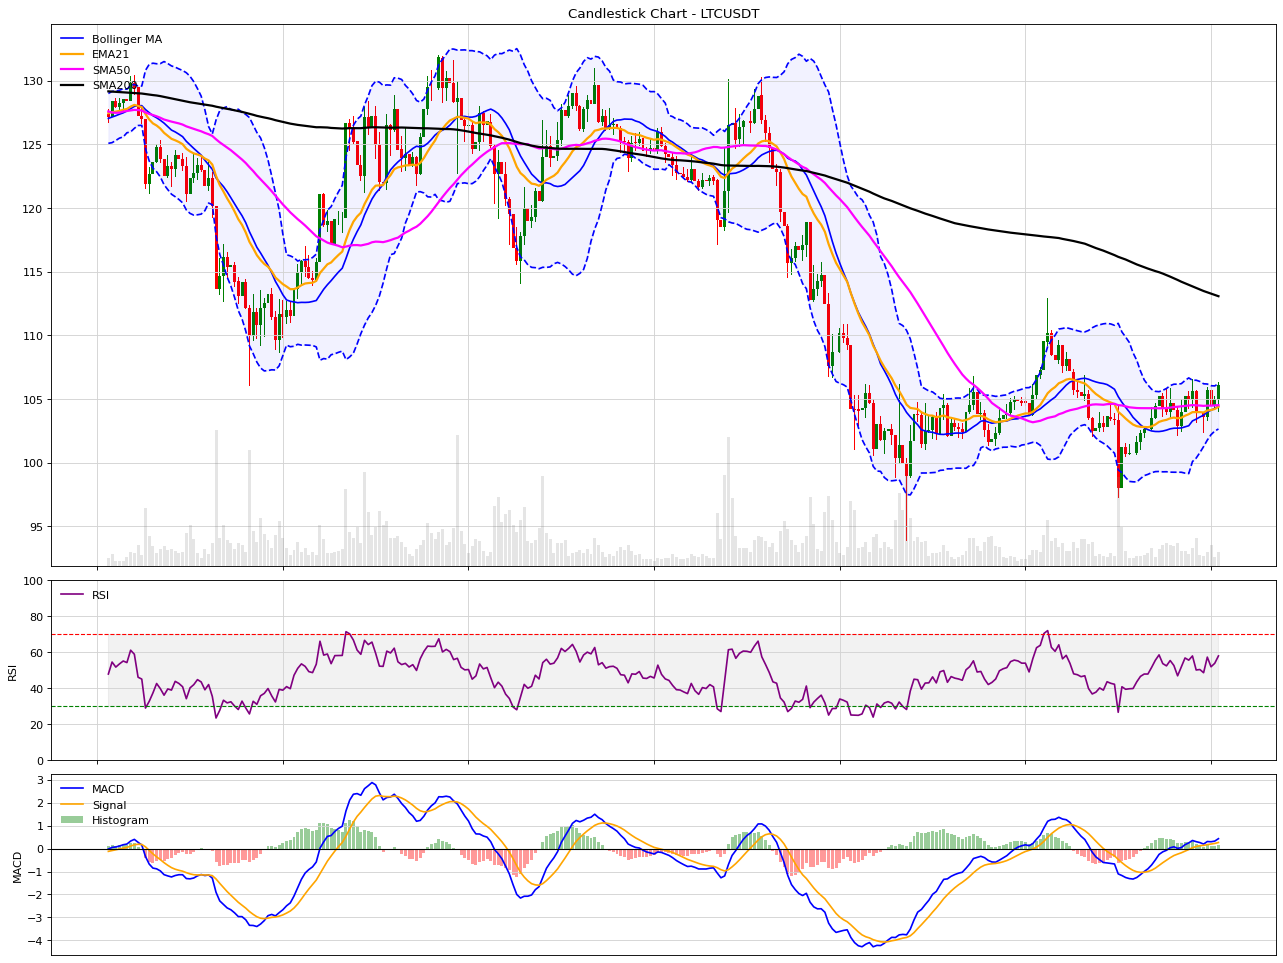 Candlestick Chart - LTCUSDT
Bollinger MA
EMA21
SMA50
SMA200
130
125
120
115
110
105
100
95
100
80
60
40
20
0
RSI
RSI
3
2
1
0
−1
−2
−3
−4
MACD
MACD
Signal
Histogram